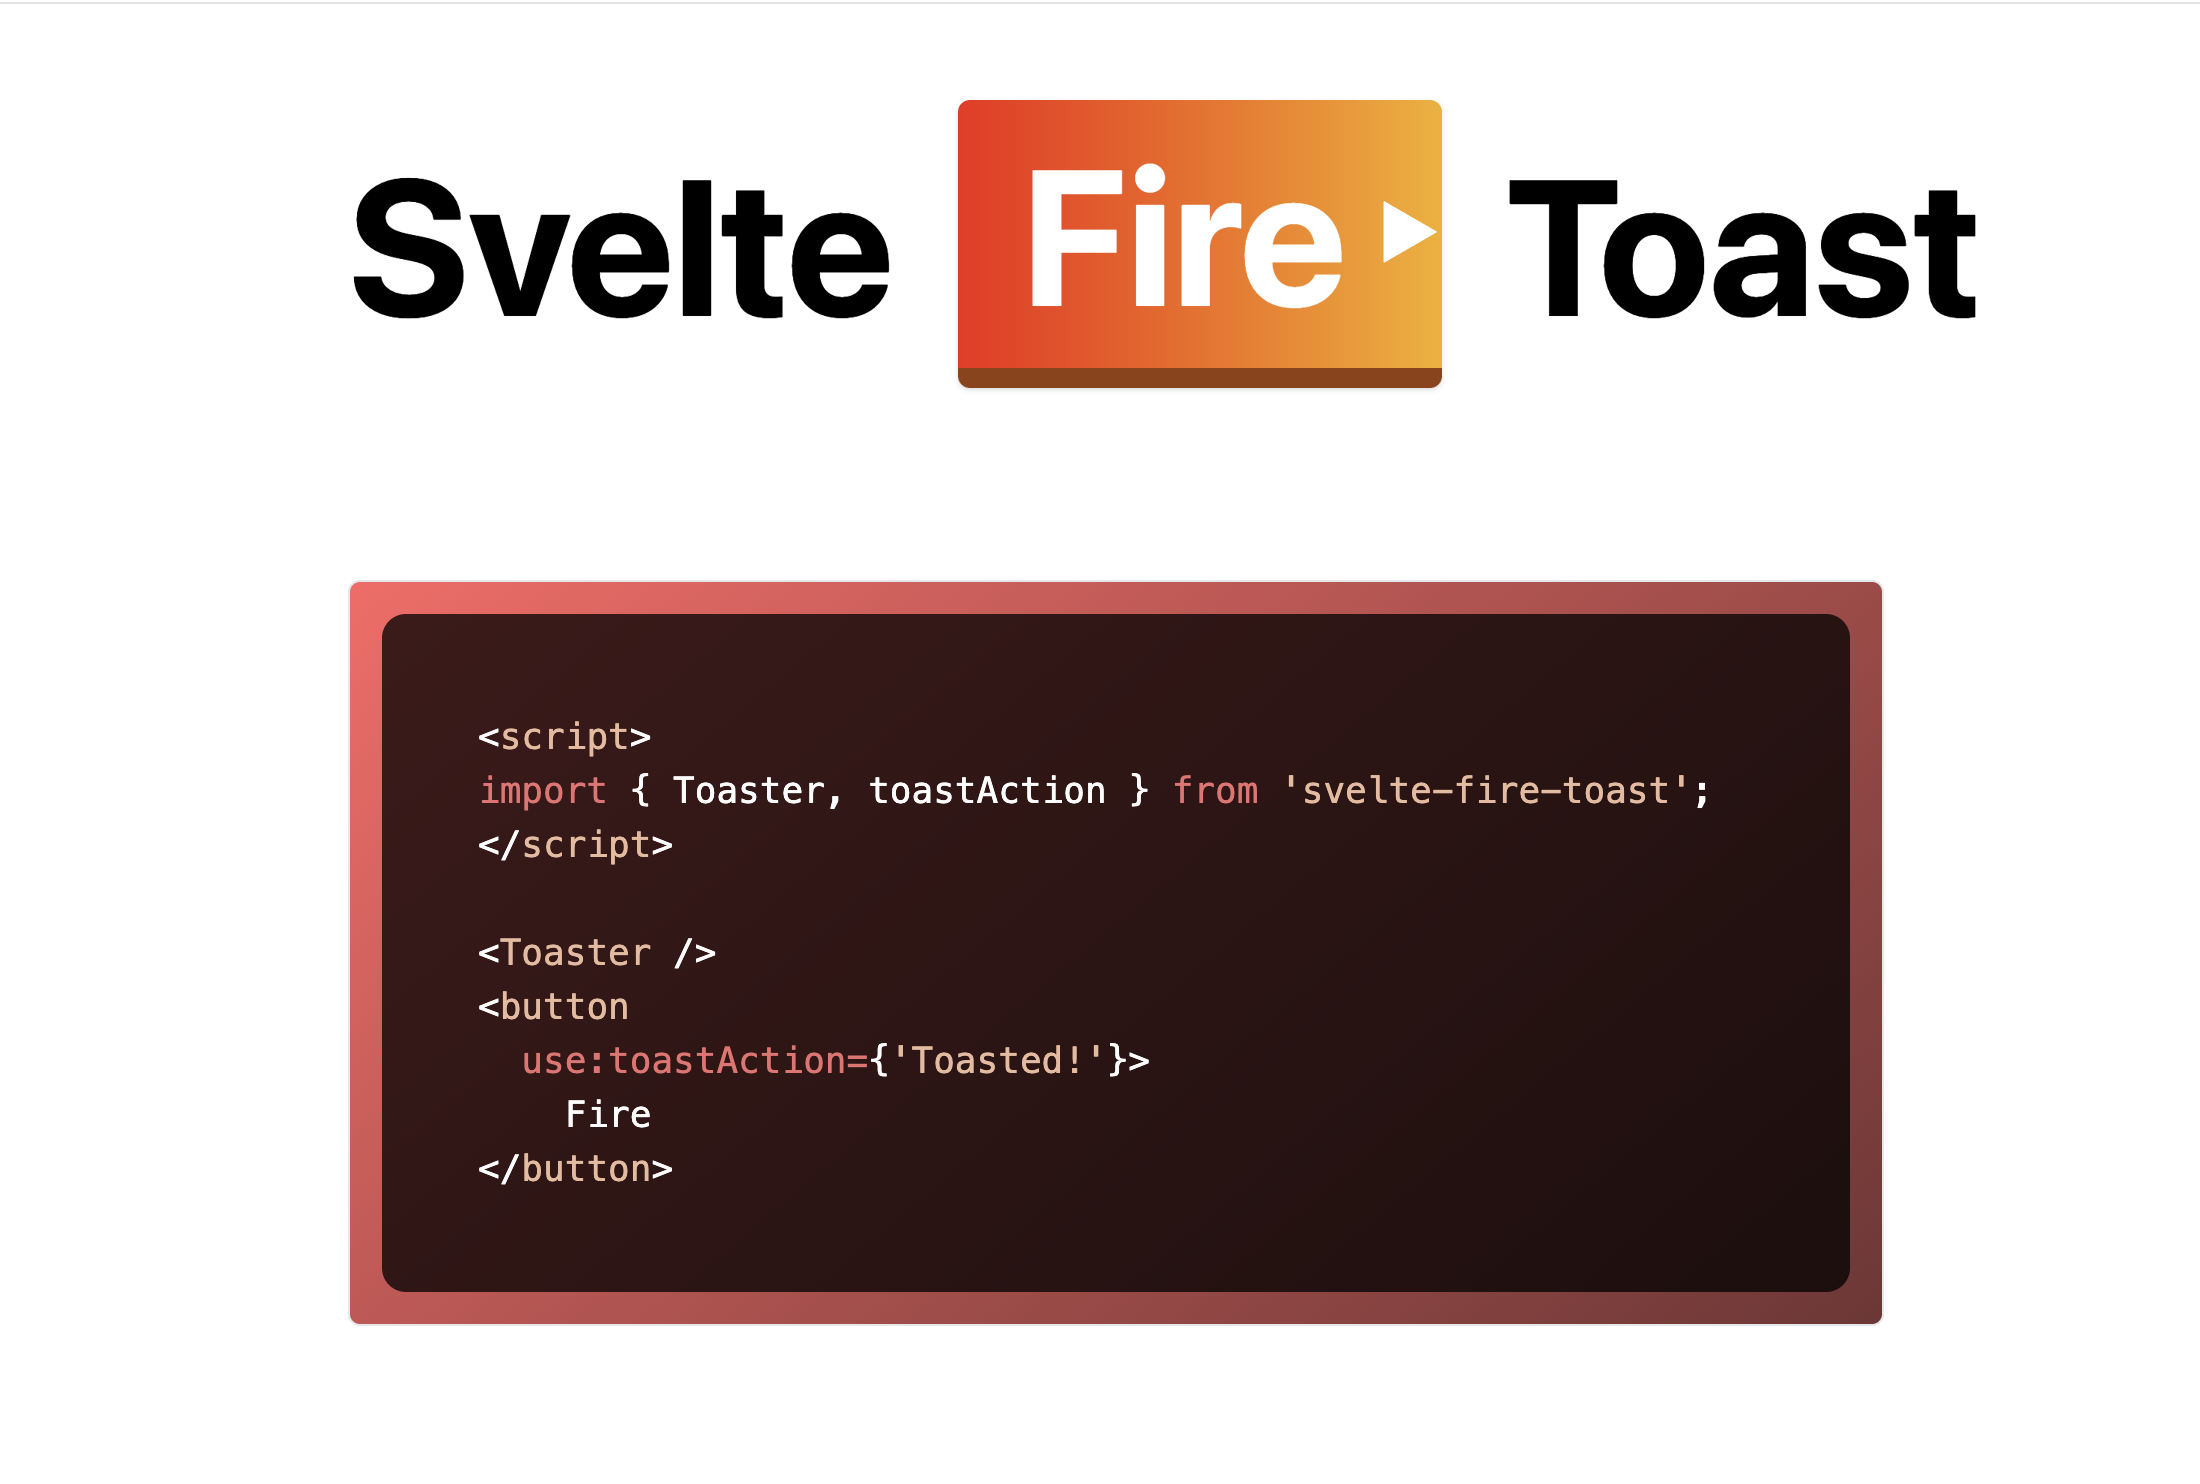 Svelte Fire Toast
<script>
import { Toaster, toastAction } from 'svelte-fire-toast';
</script>
<Toaster />
<button
  use:toastAction={'Toasted!'}>
    Fire
</button>